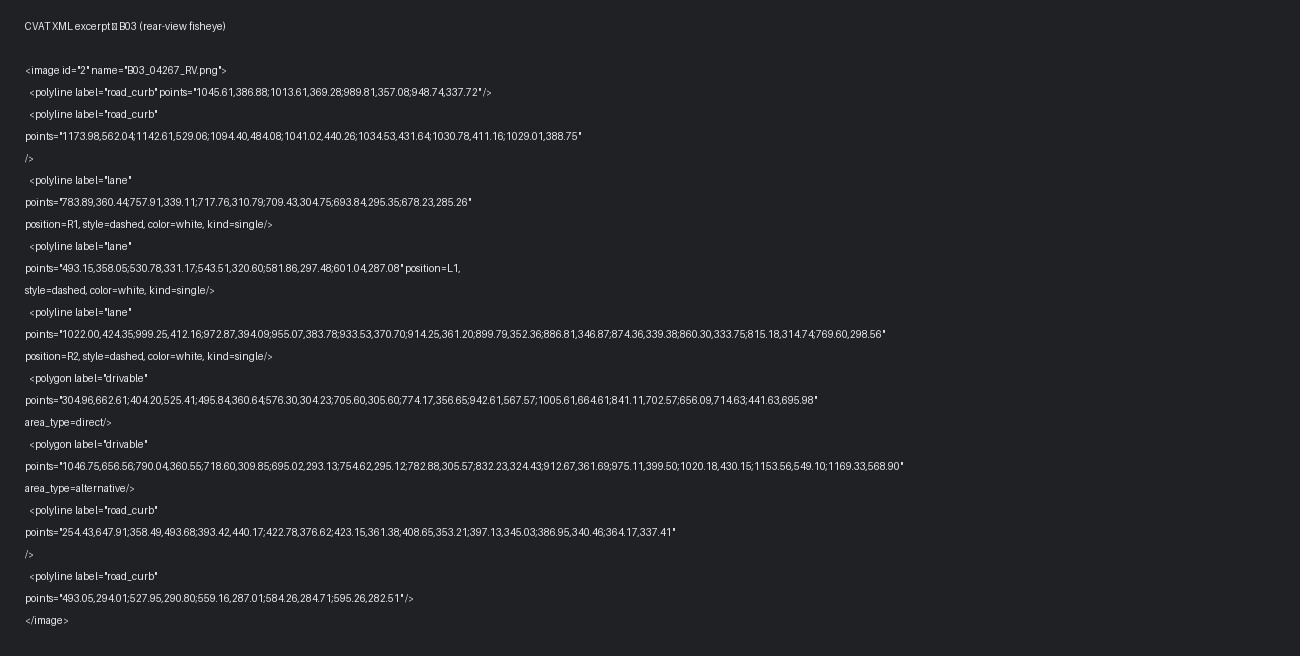 CVAT XML excerpt B03 (rear-view fisheye)
<image id="2" name="B03_04267_RV.png">
<polyline label="road_curb" points="1045.61,386.88;1013.61,369.28;989.81,357.08;948.74,337.72" />
<polyline label="road_curb"
points="1173.98,562.04;1142.61,529.06;1094.40,484.08;1041.02,440.26;1034.53,431.64;1030.78,411.16;1029.01,388.75"
/>
<polyline label="lane"
points="783.89,360.44;757.91,339.11;717.76,310.79;709.43,304.75;693.84,295.35;678.23,285.26"
position=R1, style=dashed, color=white, kind=single/>
<polyline label="lane"
points="493.15,358.05;530.78,331.17;543.51,320.60;581.86,297.48;601.04,287.08" position=L1,
style=dashed, color=white, kind=single/>
<polyline label="lane"
points="1022.00,424.35;999.25,412.16;972.87,394.09;955.07,383.78;933.53,370.70;914.25,361.20;899.79,352.36;886.81,346.87;874.36,339.38;860.30,333.75;815.18,314.74;769.60,298.56"
position=R2, style=dashed, color=white, kind=single/>
<polygon label="drivable"
points="304.96,662.61;404.20,525.41;495.84,360.64;576.30,304.23;705.60,305.60;774.17,356.65;942.61,567.57;1005.61,664.61;841.11,702.57;656.09,714.63;441.63,695.98"
area_type=direct/>
<polygon label="drivable"
points="1046.75,656.56;790.04,360.55;718.60,309.85;695.02,293.13;754.62,295.12;782.88,305.57;832.23,324.43;912.67,361.69;975.11,399.50;1020.18,430.15;1153.56,549.10;1169.33,568.90"
area_type=alternative/>
<polyline label="road_curb"
points="254.43,647.91;358.49,493.68;393.42,440.17;422.78,376.62;423.15,361.38;408.65,353.21;397.13,345.03;386.95,340.46;364.17,337.41"
/>
<polyline label="road_curb"
points="493.05,294.01;527.95,290.80;559.16,287.01;584.26,284.71;595.26,282.51" />
</image>